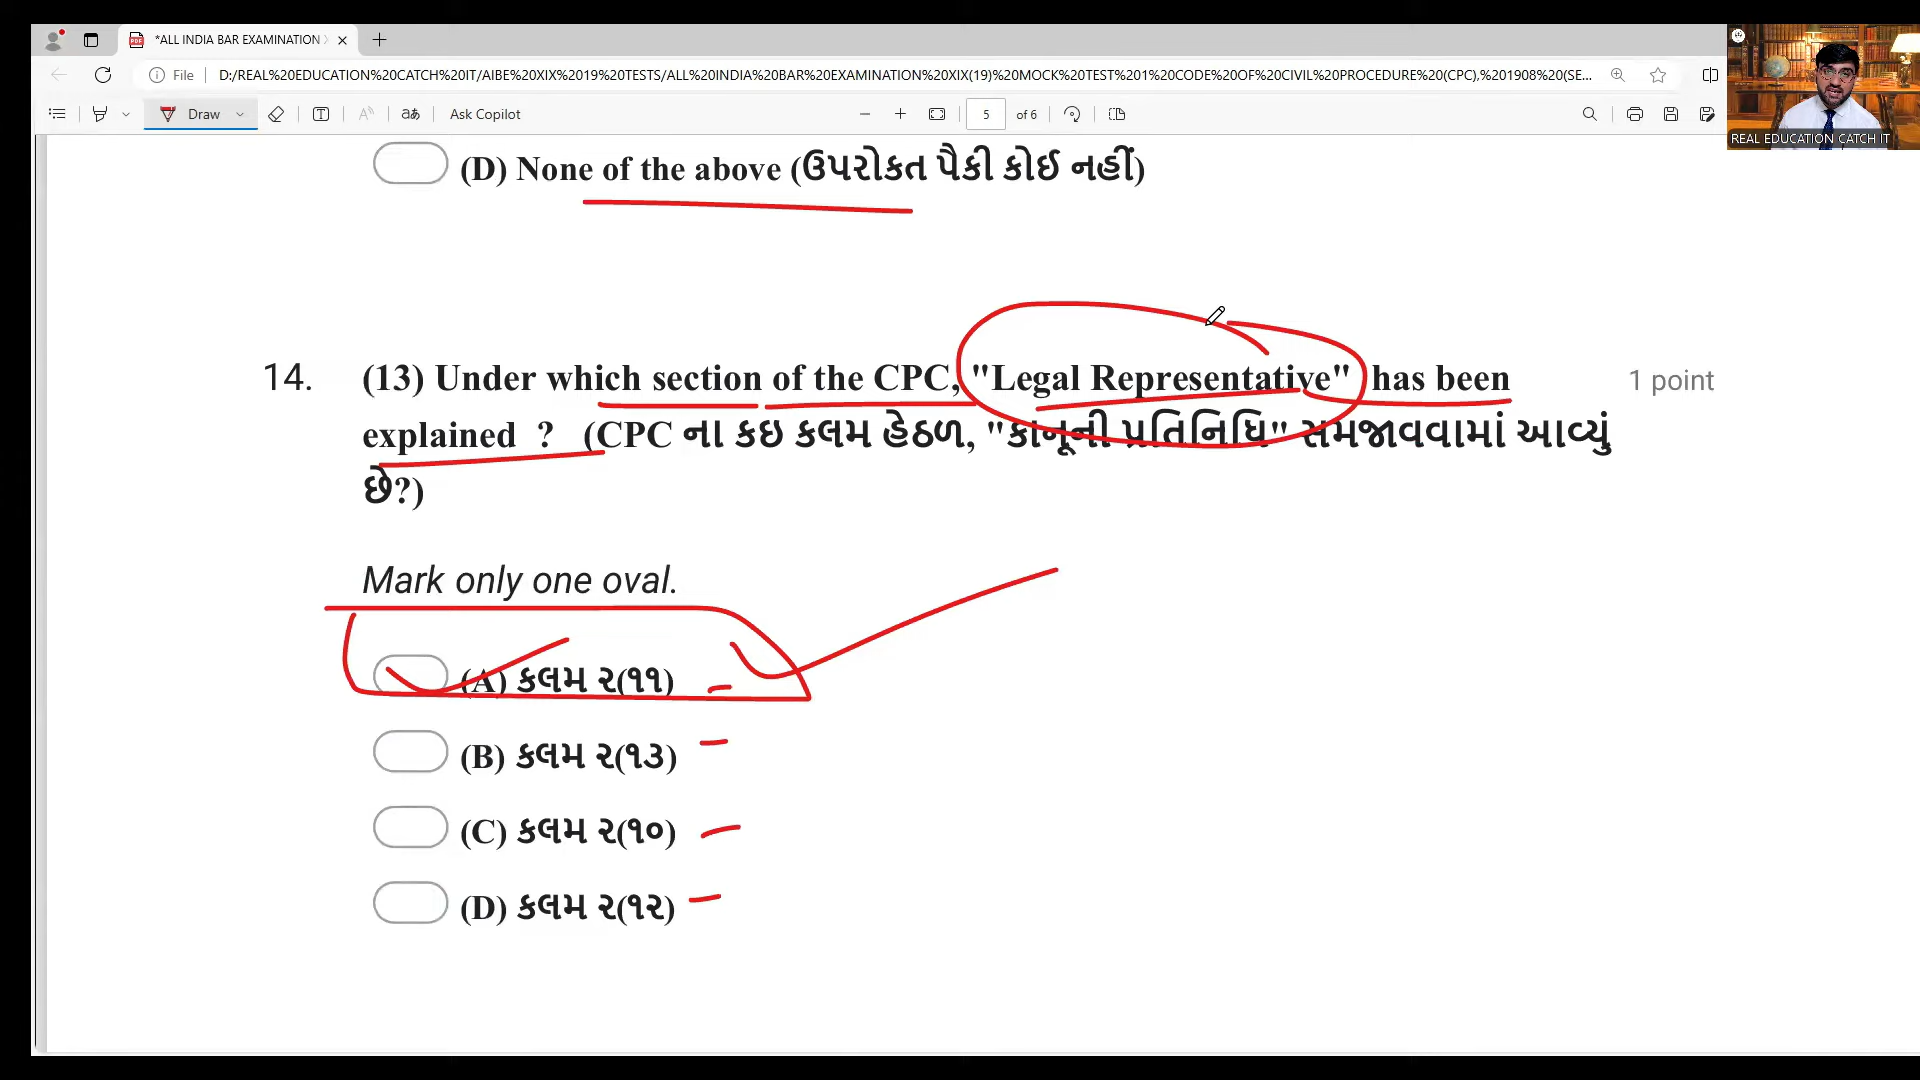 *ALL INDIA BAR EXAMINATION X
File D:/REAL%20EDUCATION%20CATCH%20IT/AIBE%20XIX%2019%20TESTS/ALL%20INDIA%20BAR%20EXAMINATION%20XIX(19)%20MOCK%20TEST%201%20CODE%20OF%20CIVIL%20PROCEDURE%20(CPC),%201908%20(SE...
Draw Ask Copilot 5 of 6
REAL EDUCATION CATCH IT
(D) None of the above (ઉપરોકત પૈકી કોઈ નહીં)
14. (13) Under which section of the CPC, "Legal Representative" has been 1 point
explained ? (CPC ના કઇ કલમ હેઠળ, "કાનૂની પ્રતિનિધિ" સમજાવવામાં આવ્યું
છે?)
Mark only one oval.
(A) કલમ ૨(૧૧)
(B) કલમ ૨(૧૩)
(C) કલમ ૨(૧૦)
(D) કલમ ૨(૧૨)